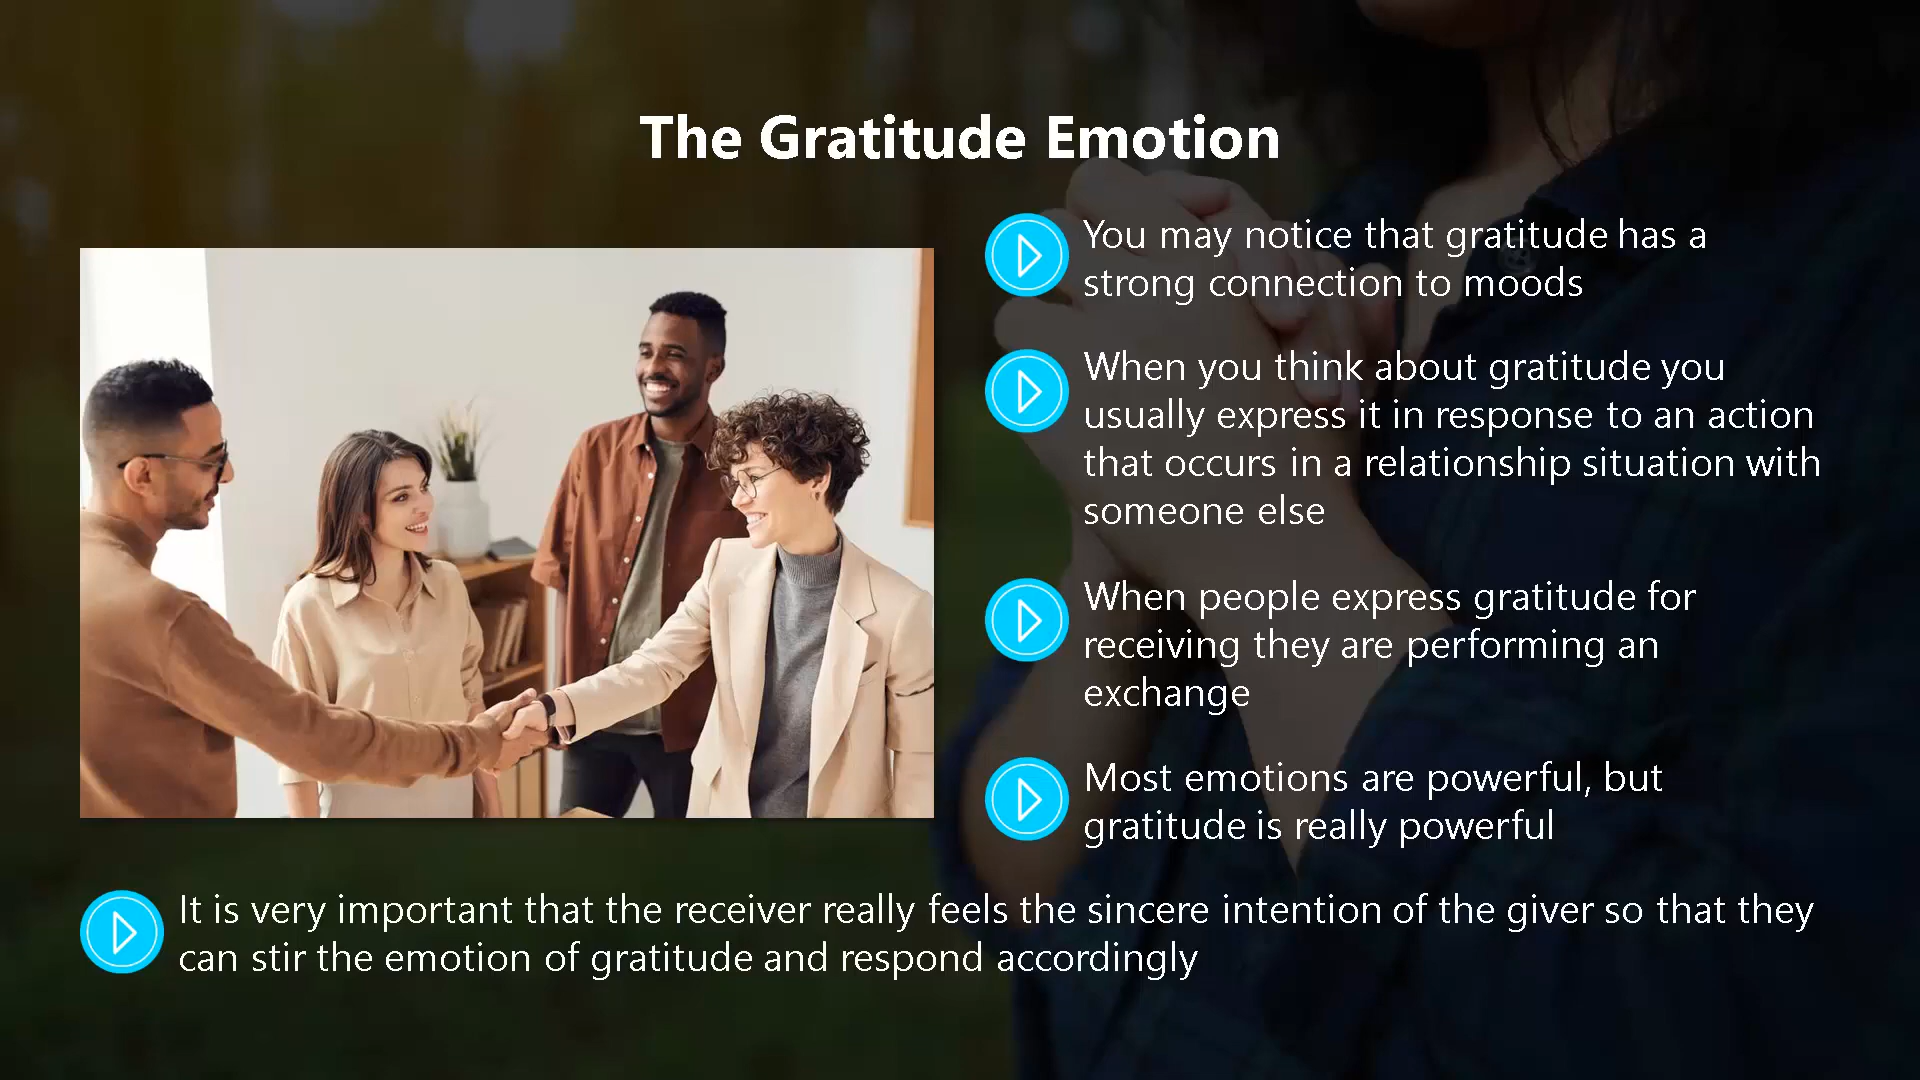 The Gratitude Emotion
You may notice that gratitude has a
strong connection to moods
When you think about gratitude you
usually express it in response to an action
that occurs in a relationship situation with
someone else
When people express gratitude for
receiving they are performing an
exchange
Most emotions are powerful, but
gratitude is really powerful
It is very important that the receiver really feels the sincere intention of the giver so that they
can stir the emotion of gratitude and respond accordingly